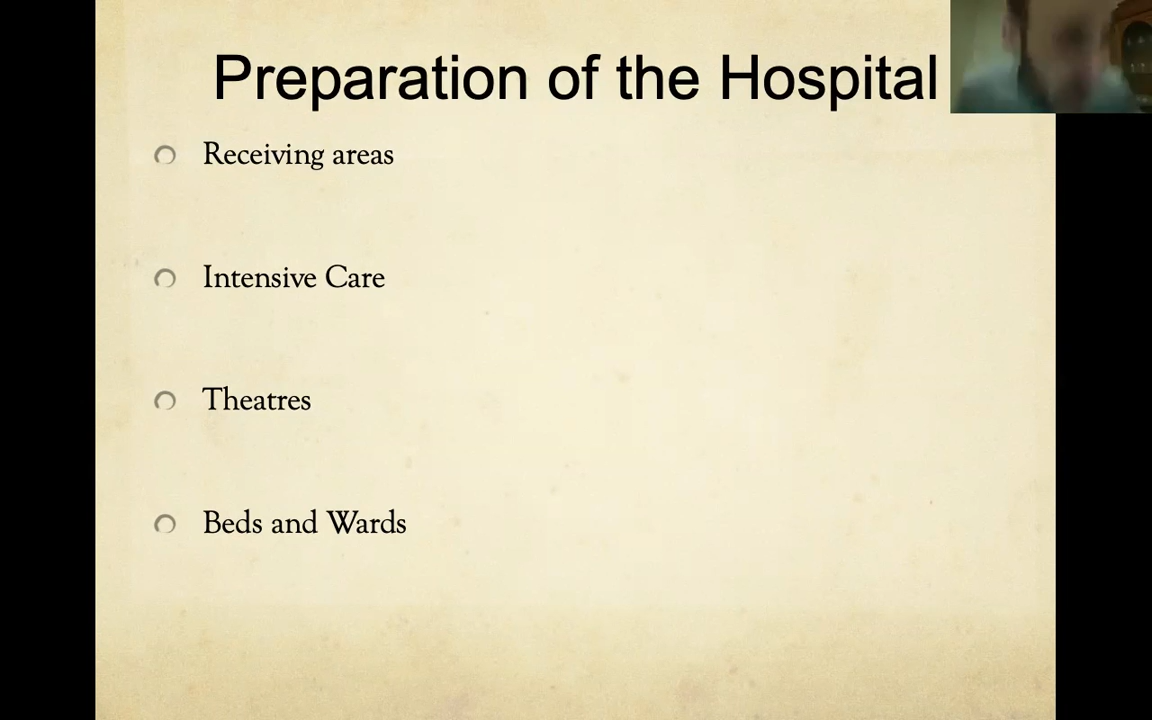 Preparation of the Hospital
Receiving areas
Intensive Care
Theatres
Beds and Wards